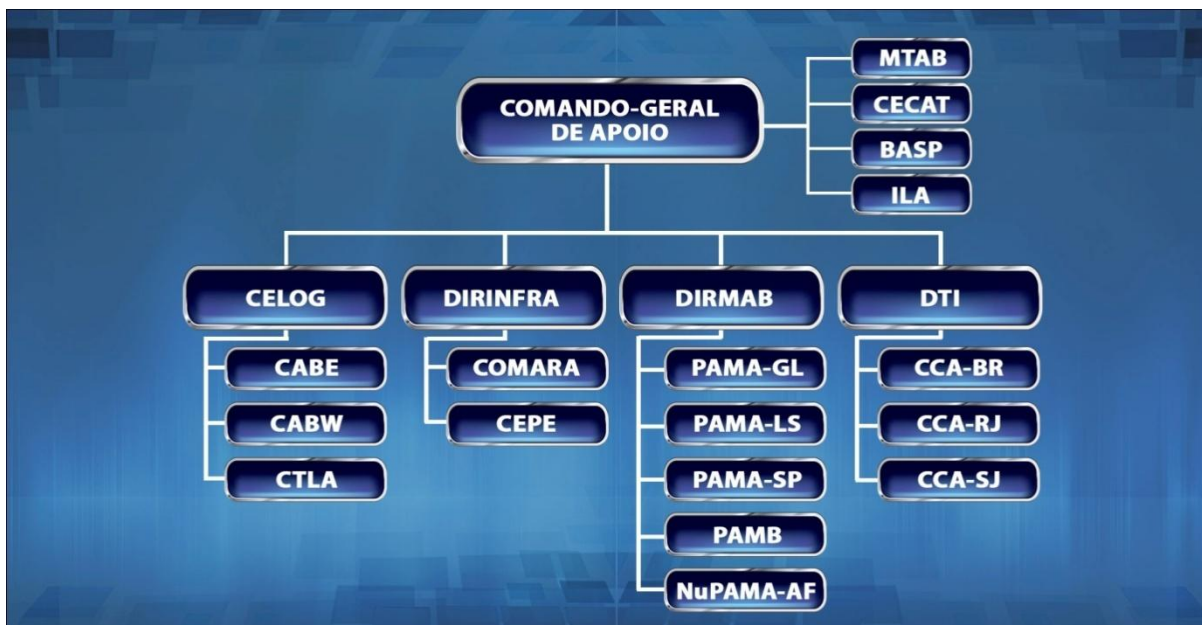 COMANDO-GERAL
DE APOIO
MTAB
CECAT
BASP
ILA
CELOG
CABE
CABW
CTLA
DIRINFRA
COMARA
CEPE
DIRMAB
PAMA-GL
PAMA-LS
PAMA-SP
PAMB
NuPAMA-AF
DTI
CCA-BR
CCA-RJ
CCA-SJ